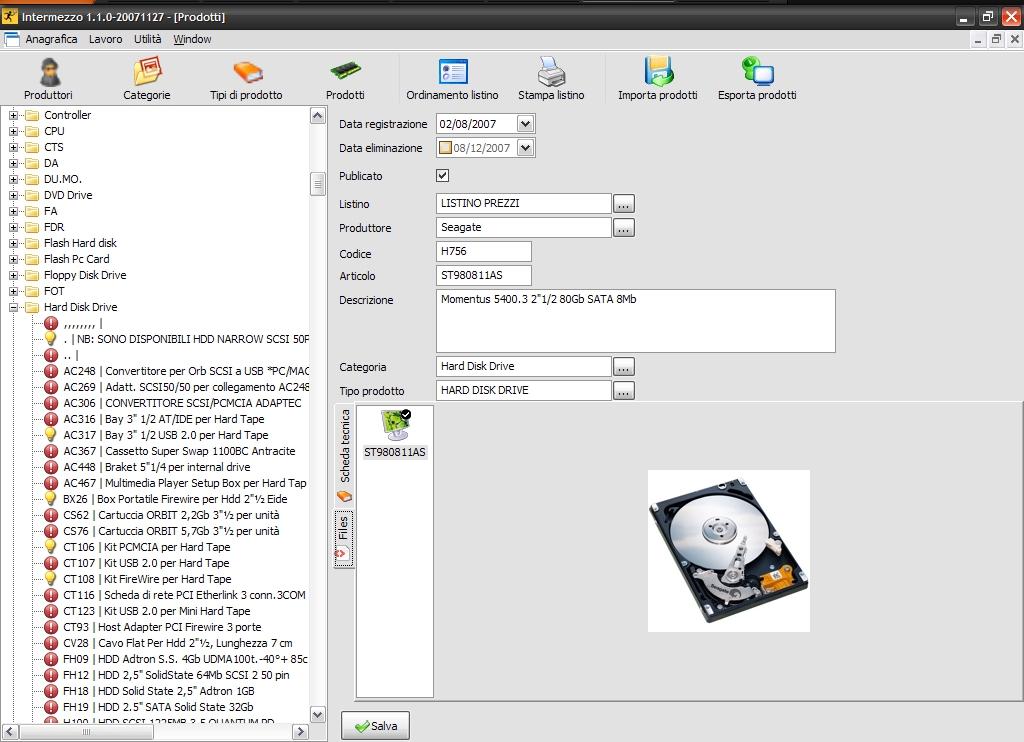 Intermezzo 1.1.0-20071127 - [Prodotti]
Anagrafica Lavoro Utilità Window
Produttori Categorie Tipi di prodotto Prodotti Ordinamento listino Stampa listino Importa prodotti Esporta prodotti
Controller
CPU
CTS
DA
DU.MO.
DVD Drive
FA
FDR
Flash Hard disk
Flash Pc Card
Floppy Disk Drive
FOT
Hard Disk Drive
,,,,,,,, |
. | NB: SONO DISPONIBILI HDD NARROW SCSI 50P
.. |
AC248 | Convertitore per Orb SCSI a USB *PC/MAC
AC269 | Adatt. SCSI50/50 per collegamento AC248
AC306 | CONVERTITORE SCSI/PCMCIA ADAPTEC
AC316 | Bay 3" 1/2 AT/IDE per Hard Tape
AC317 | Bay 3" 1/2 USB 2.0 per Hard Tape
AC367 | Cassetto Super Swap 1100BC Antracite
AC448 | Braket 5"1/4 per internal drive
AC467 | Multimedia Player Setup Box per Hard Tap
BX26 | Box Portatile Firewire per Hdd 2"½ Eide
CS62 | Cartuccia ORBIT 2,2Gb 3"½ per unità
CS76 | Cartuccia ORBIT 5,7Gb 3"½ per unità
CT106 | Kit PCMCIA per Hard Tape
CT107 | Kit USB 2.0 per Hard Tape
CT108 | Kit FireWire per Hard Tape
CT116 | Scheda di rete PCI Etherlink 3 conn.3COM
CT123 | Kit USB 2.0 per Mini Hard Tape
CT93 | Host Adapter PCI Firewire 3 porte
CV28 | Cavo Flat Per Hdd 2"½, Lunghezza 7 cm
FH09 | HDD Adtron S.S. 4Gb UDMA100t.-40°+ 85c
FH12 | HDD 2,5" SolidState 64Mb SCSI 2 50 pin
FH18 | HDD Solid State 2,5" Adtron 1GB
FH19 | HDD 2.5" SATA Solid State 32Gb
H100 | HDD SCSI 1225MB 3.5 QUANTUM PD
Data registrazione 02/08/2007
Data eliminazione 08/12/2007
Publicato
Listino LISTINO PREZZI ...
Produttore Seagate ...
Codice H756
Articolo ST980811AS
Descrizione Momentus 5400.3 2"1/2 80Gb SATA 8Mb
Categoria Hard Disk Drive ...
Tipo prodotto HARD DISK DRIVE ...
Scheda tecnica
Files
ST980811AS
Seagate
Salva